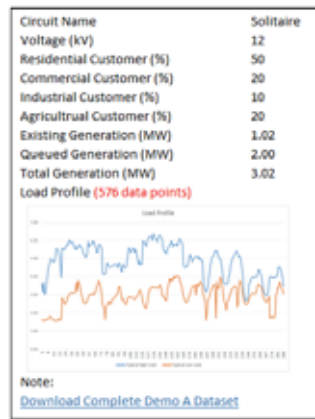 Circuit Name Solitaire
Voltage (kV) 12
Residential Customer (%) 50
Commercial Customer (%) 20
Industrial Customer (%) 10
Agricultrual Customer (%) 20
Existing Generation (MW) 1.02
Queued Generation (MW) 2.00
Total Generation (MW) 3.02
Load Profile (576 data points)
Load Profile
Note:
Download Complete Demo A Dataset